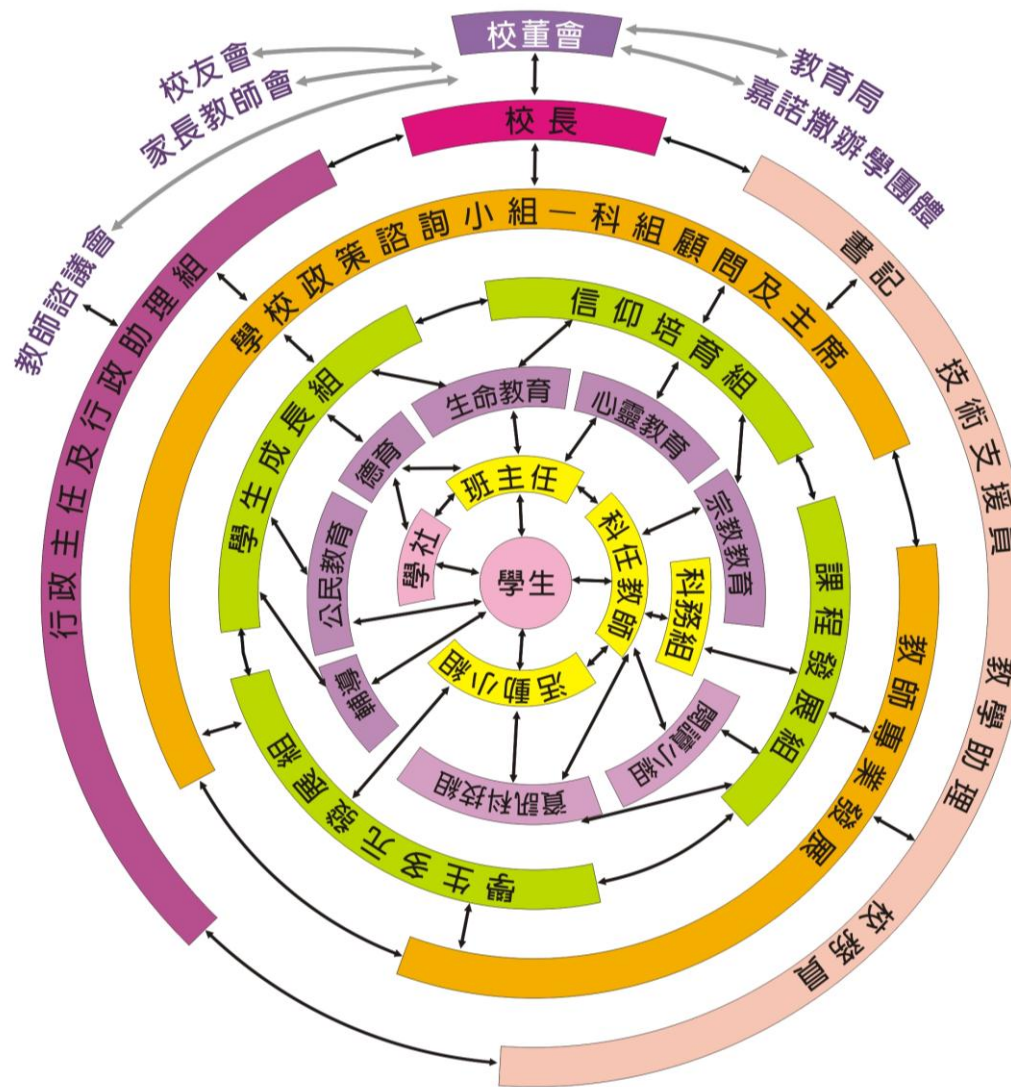 校董會
校友會
家長教師會
教師諮議會
教育局
嘉諾撒辦學團體
校長
行政主任及行政助理組
書記 技術支援員 教學助理 校務員
學校政策諮詢小組—科組顧問及主席
教師專業發展
信仰培育組
學生成長組
課程發展組
學生多元發展組
生命教育
心靈教育
德育
宗教教育
公民教育
輔導
閱讀小組
資訊科技組
班主任
科任教師
科務組
學社
活動小組
學生